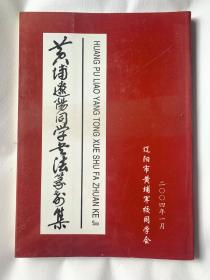 黄埔辽阳同学书法篆刻集
HUANG PU LIAO YANG TONG XUE SHU FA ZHUAN KE JI
辽阳市黄埔军校同学会
二〇〇四年一月